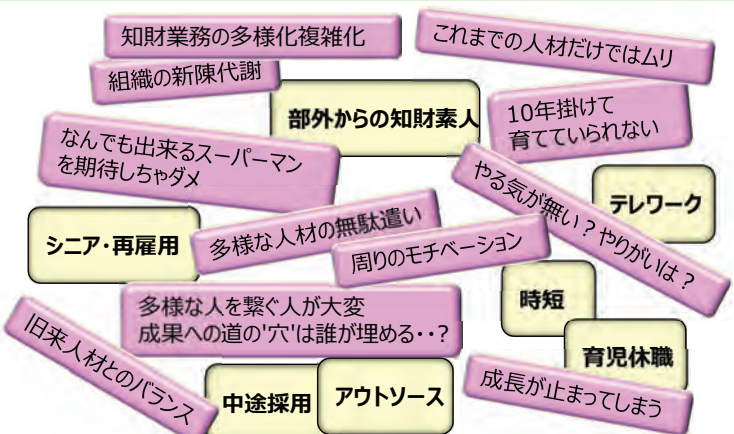 知財業務の多様化複雑化
これまでの人材だけではムリ
組織の新陳代謝
部外からの知財素人
10年掛けて
育てていられない
なんでも出来るスーパーマン
を期待しちゃダメ
やる気が無い？やりがいは？
テレワーク
シニア・再雇用
多様な人材の無駄遣い
周りのモチベーション
時短
多様な人を繋ぐ人が大変
成果への道の'穴'は誰が埋める・・?
育児休職
旧来人材とのバランス
中途採用
アウトソース
成長が止まってしまう